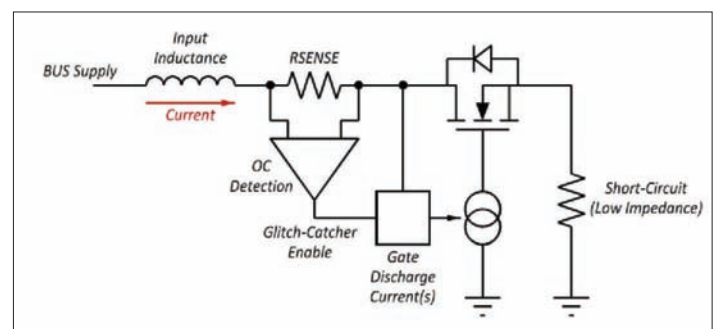 Input
Inductance
RSENSE
BUS Supply
Current
OC
Detection
Short-Circuit
(Low Impedance)
Glitch-Catcher
Enable
Gate
Discharge
Current(s)